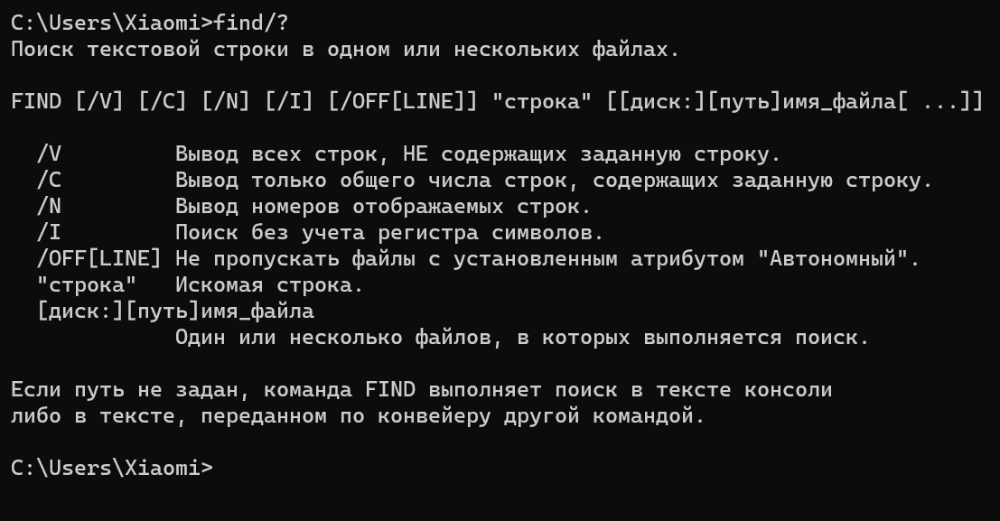 C:\Users\Xiaomi>find/?
Поиск текстовой строки в одном или нескольких файлах.
FIND [/V] [/C] [/N] [/I] [/OFF[LINE]] "строка" [[диск:][путь]имя_файла[ ...]]
/V Вывод всех строк, НЕ содержащих заданную строку.
/C Вывод только общего числа строк, содержащих заданную строку.
/N Вывод номеров отображаемых строк.
/I Поиск без учета регистра символов.
/OFF[LINE] Не пропускать файлы с установленным атрибутом "Автономный".
"строка" Искомая строка.
[диск:][путь]имя_файла
Один или несколько файлов, в которых выполняется поиск.
Если путь не задан, команда FIND выполняет поиск в тексте консоли
либо в тексте, переданном по конвейеру другой командой.
C:\Users\Xiaomi>